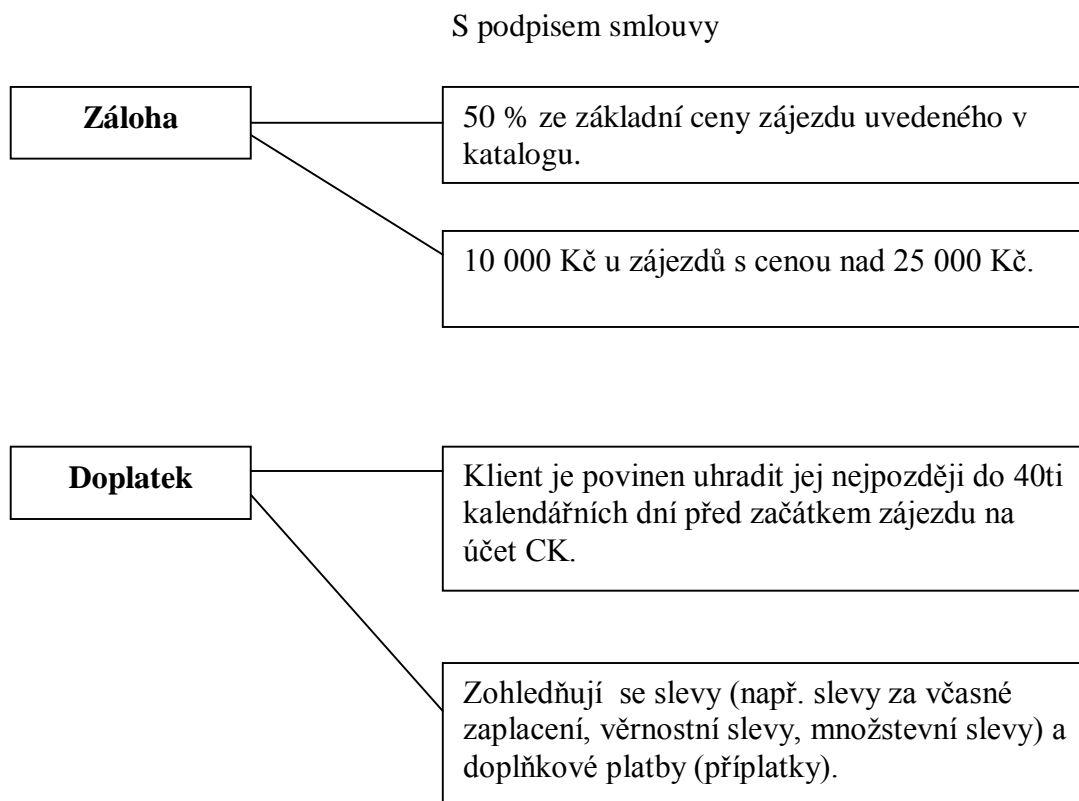 S podpisem smlouvy
Záloha
50 % ze základní ceny zájezdu uvedeného v
katalogu.
10 000 Kč u zájezdů s cenou nad 25 000 Kč.
Doplatek
Klient je povinen uhradit jej nejpozději do 40ti
kalendářních dní před začátkem zájezdu na
účet CK.
Zohledňují  se slevy (např. slevy za včasné
zaplacení, věrnostní slevy, množstevní slevy) a
doplňkové platby (příplatky).